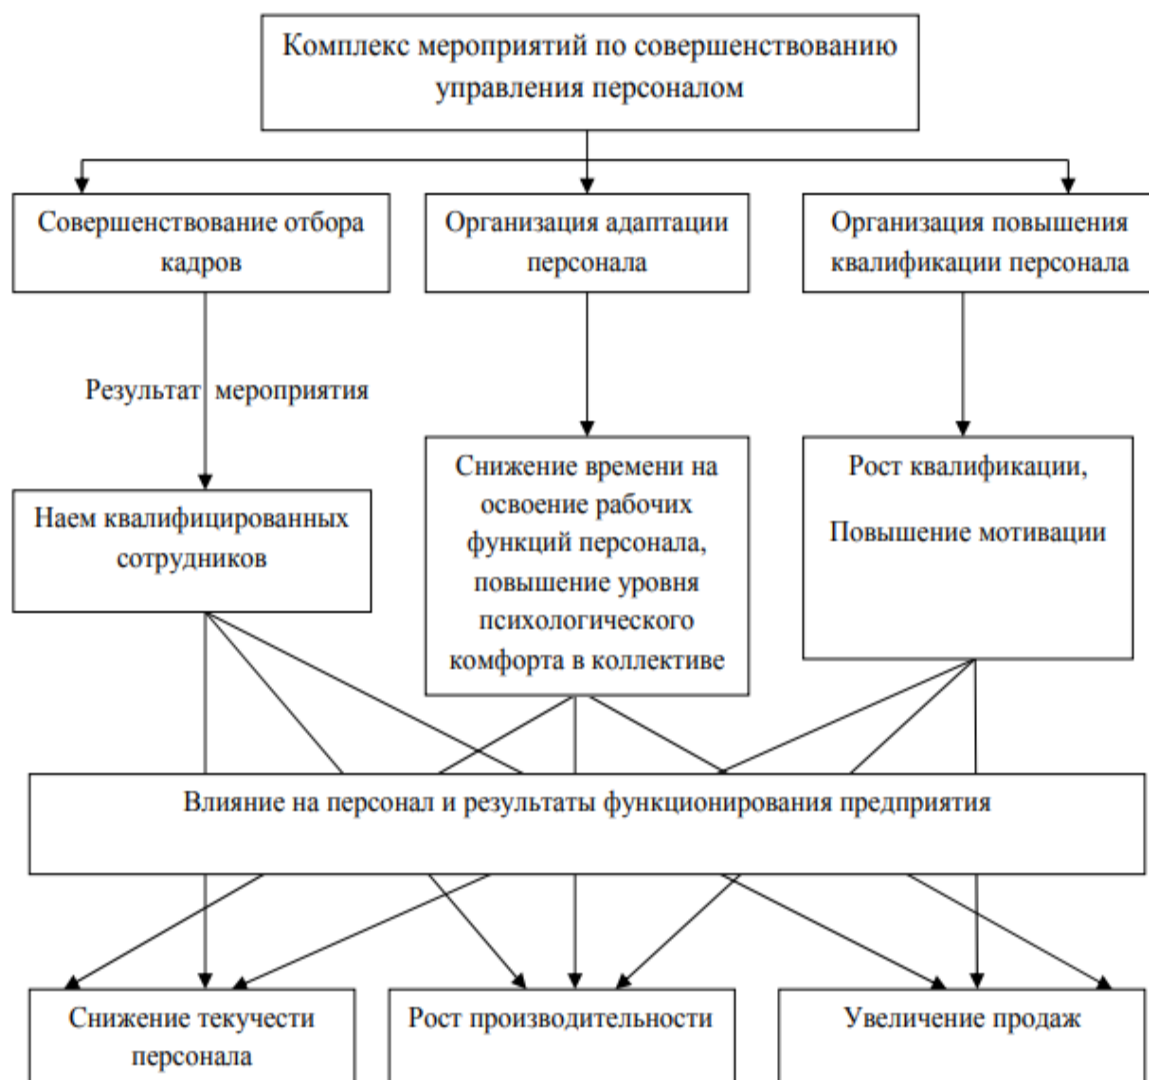 Комплекс мероприятий по совершенствованию
управления персоналом
Совершенствование отбора
кадров
Организация адаптации
персонала
Организация повышения
квалификации персонала
Результат мероприятия
Наем квалифицированных
сотрудников
Снижение времени на
освоение рабочих
функций персонала,
повышение уровня
психологического
комфорта в коллективе
Рост квалификации,
Повышение мотивации
Влияние на персонал и результаты функционирования предприятия
Снижение текучести
персонала
Рост производительности
Увеличение продаж